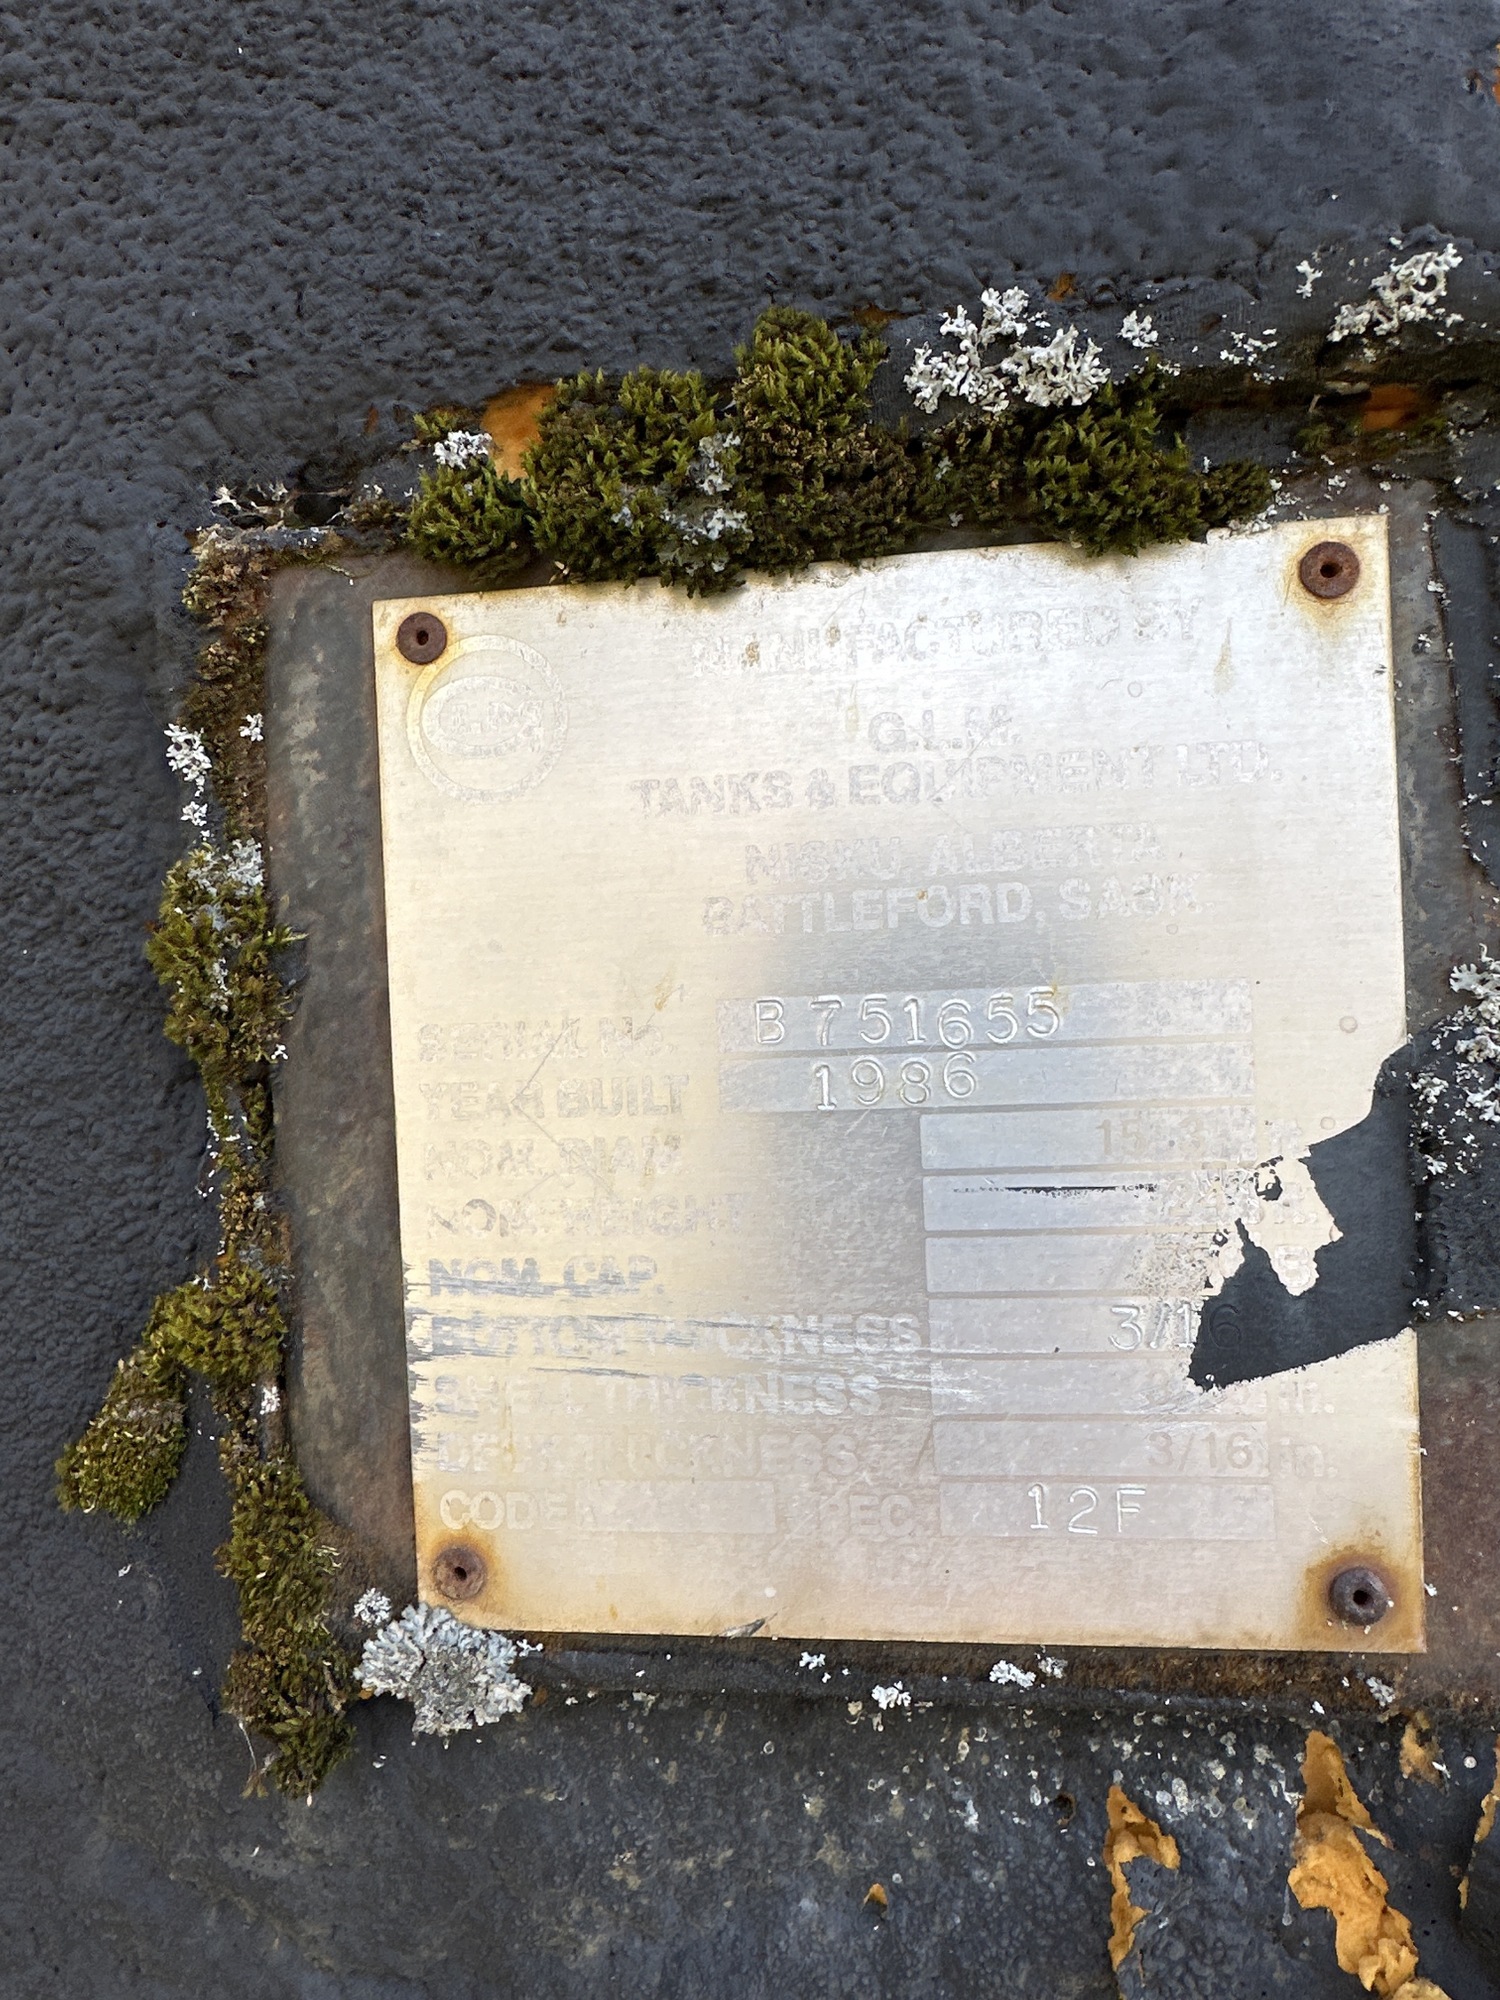 MANUFACTURED BY
G.L.M.
TANKS & EQUIPMENT LTD.
NISKU, ALBERTA
BATTLEFORD, SASK.
SERIAL No. B751655
YEAR BUILT 1986
NOM. DIAM.
NOM. HEIGHT
NOM. CAP.
BOTTOM THICKNESS 3/16
SHELL THICKNESS in.
DECK THICKNESS 3/16 in.
CODE SPEC. 12F